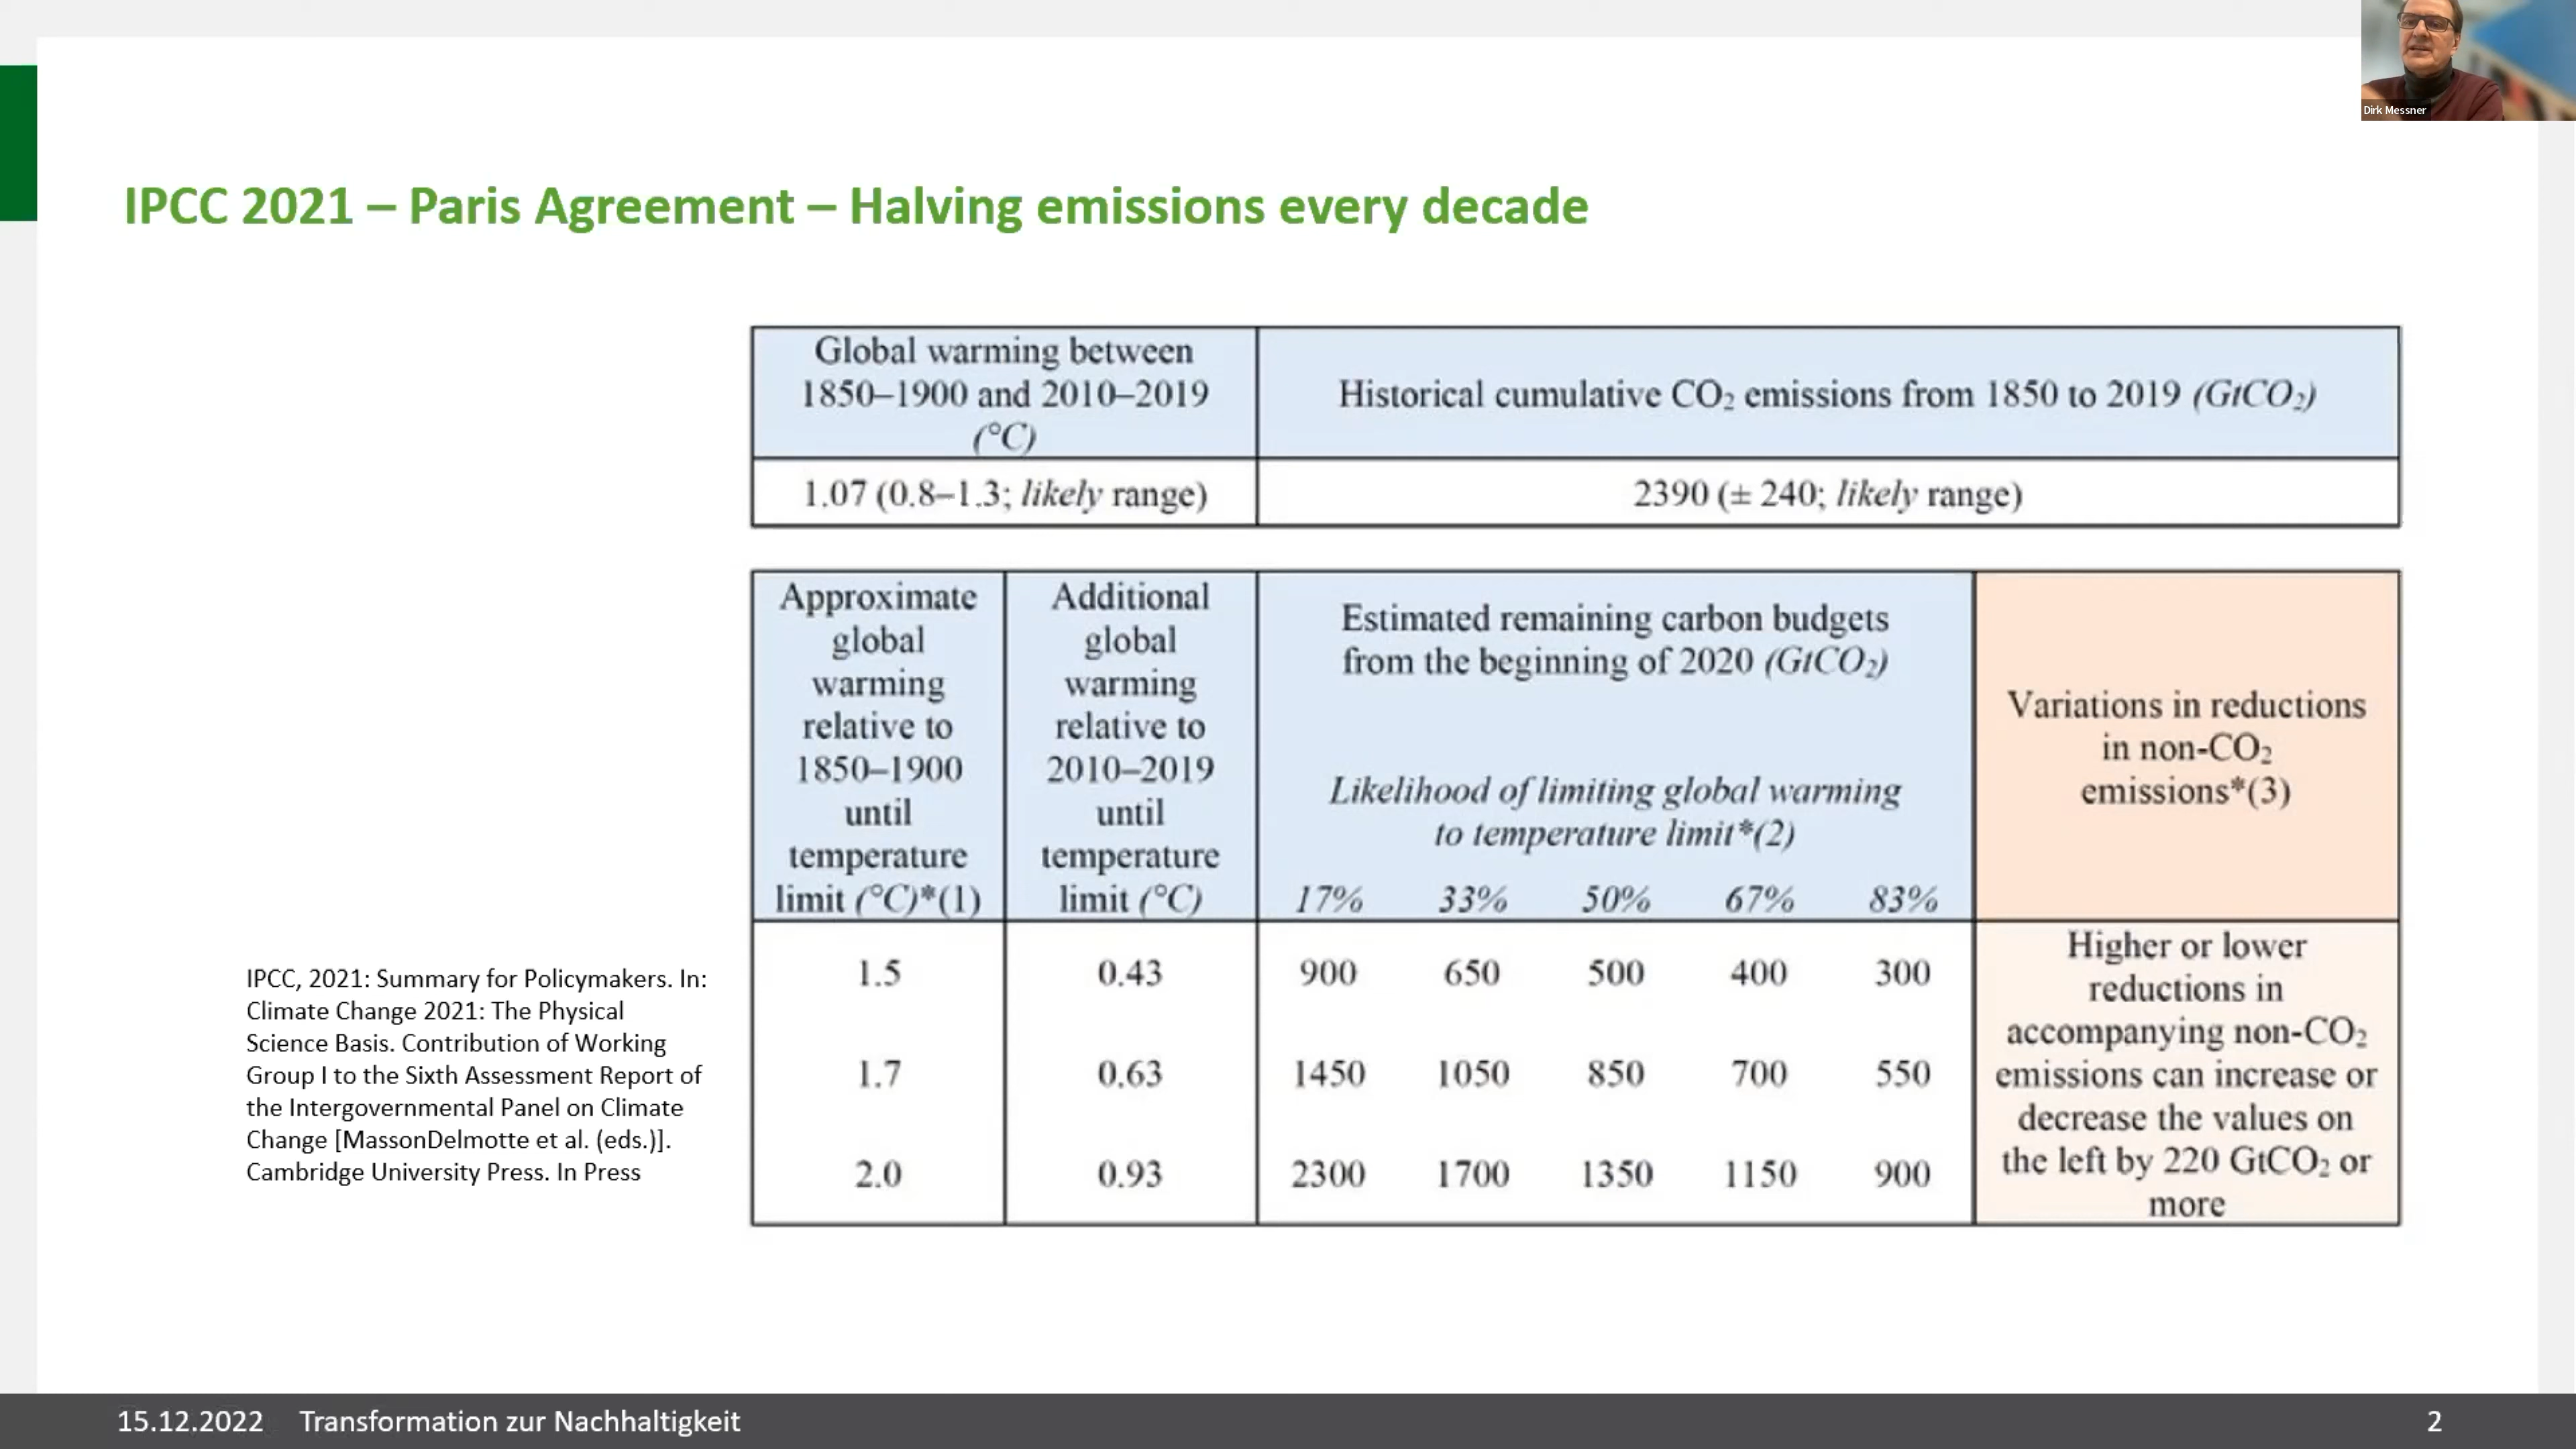 Dirk Messner
IPCC 2021 – Paris Agreement – Halving emissions every decade
Global warming between
1850–1900 and 2010–2019
(°C)
Historical cumulative CO₂ emissions from 1850 to 2019 (GtCO₂)
1.07 (0.8–1.3; likely range)
2390 (± 240; likely range)
Approximate
global
warming
relative to
1850–1900
until
temperature
limit (°C)*(1)
Additional
global
warming
relative to
2010–2019
until
temperature
limit (°C)
Estimated remaining carbon budgets
from the beginning of 2020 (GtCO₂)
Likelihood of limiting global warming
to temperature limit*(2)
17% 33% 50% 67% 83%
Variations in reductions
in non-CO₂
emissions*(3)
1.5 0.43 900 650 500 400 300
1.7 0.63 1450 1050 850 700 550
2.0 0.93 2300 1700 1350 1150 900
Higher or lower
reductions in
accompanying non-CO₂
emissions can increase or
decrease the values on
the left by 220 GtCO₂ or
more
IPCC, 2021: Summary for Policymakers. In:
Climate Change 2021: The Physical
Science Basis. Contribution of Working
Group I to the Sixth Assessment Report of
the Intergovernmental Panel on Climate
Change [MassonDelmotte et al. (eds.)].
Cambridge University Press. In Press
15.12.2022 Transformation zur Nachhaltigkeit 2